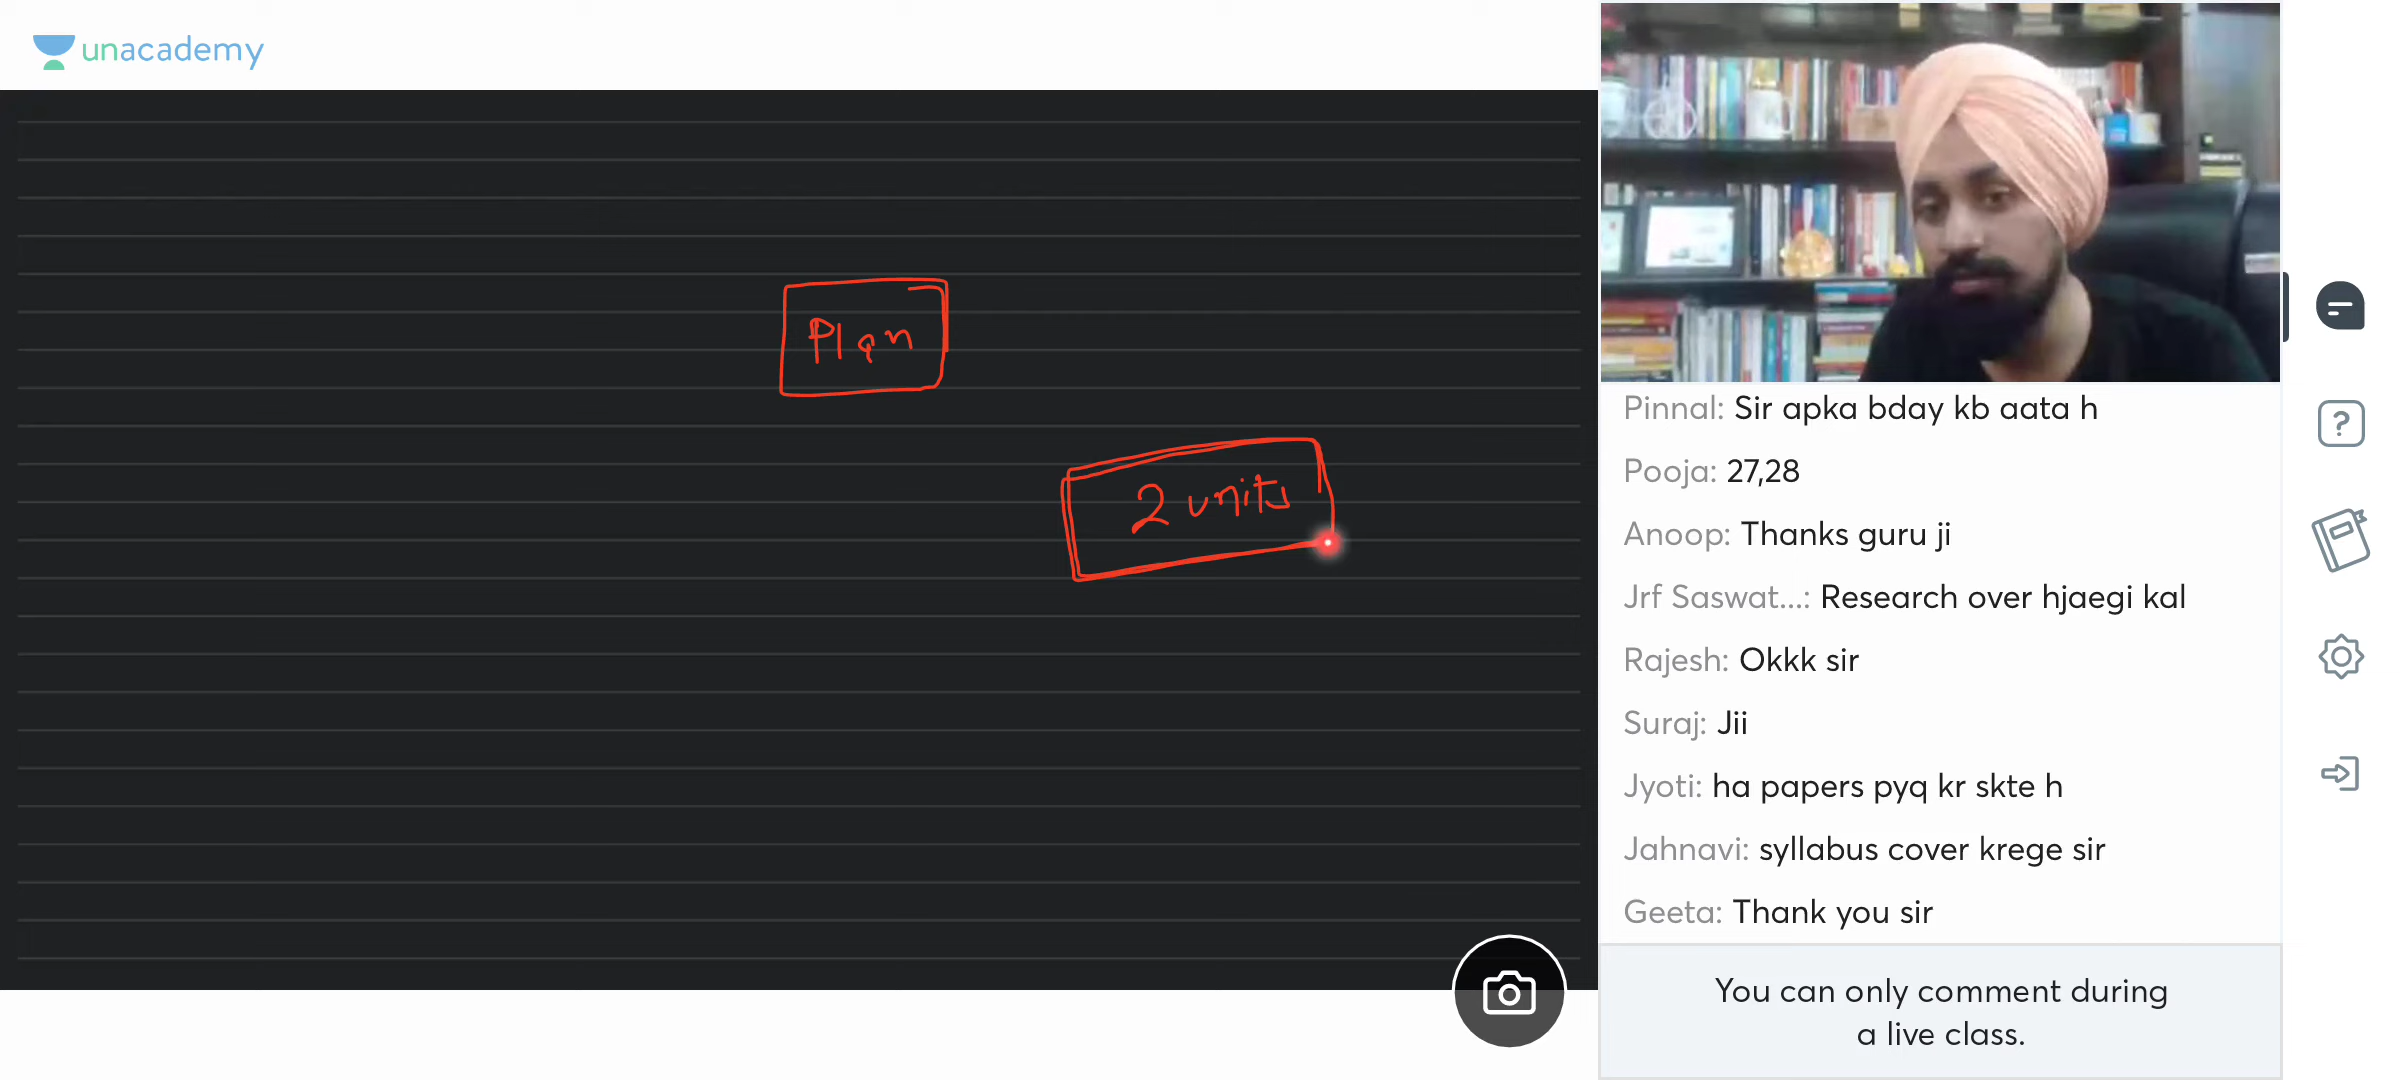 unacademy
Plan
2 units
Pinnal: Sir apka bday kb aata h
Pooja: 27,28
Anoop: Thanks guru ji
Jrf Saswat...: Research over hjaegi kal
Rajesh: Okkk sir
Suraj: Jii
Jyoti: ha papers pyq kr skte h
Jahnavi: syllabus cover krege sir
Geeta: Thank you sir
You can only comment during
a live class.
?